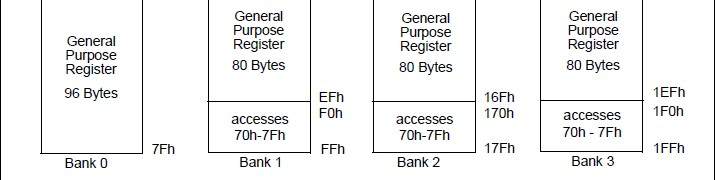 General
Purpose
Register
96 Bytes
7Fh
Bank 0
General
Purpose
Register
80 Bytes
EFh
F0h
accesses
70h-7Fh
FFh
Bank 1
General
Purpose
Register
80 Bytes
16Fh
170h
accesses
70h-7Fh
17Fh
Bank 2
General
Purpose
Register
80 Bytes
1EFh
1F0h
accesses
70h - 7Fh
1FFh
Bank 3